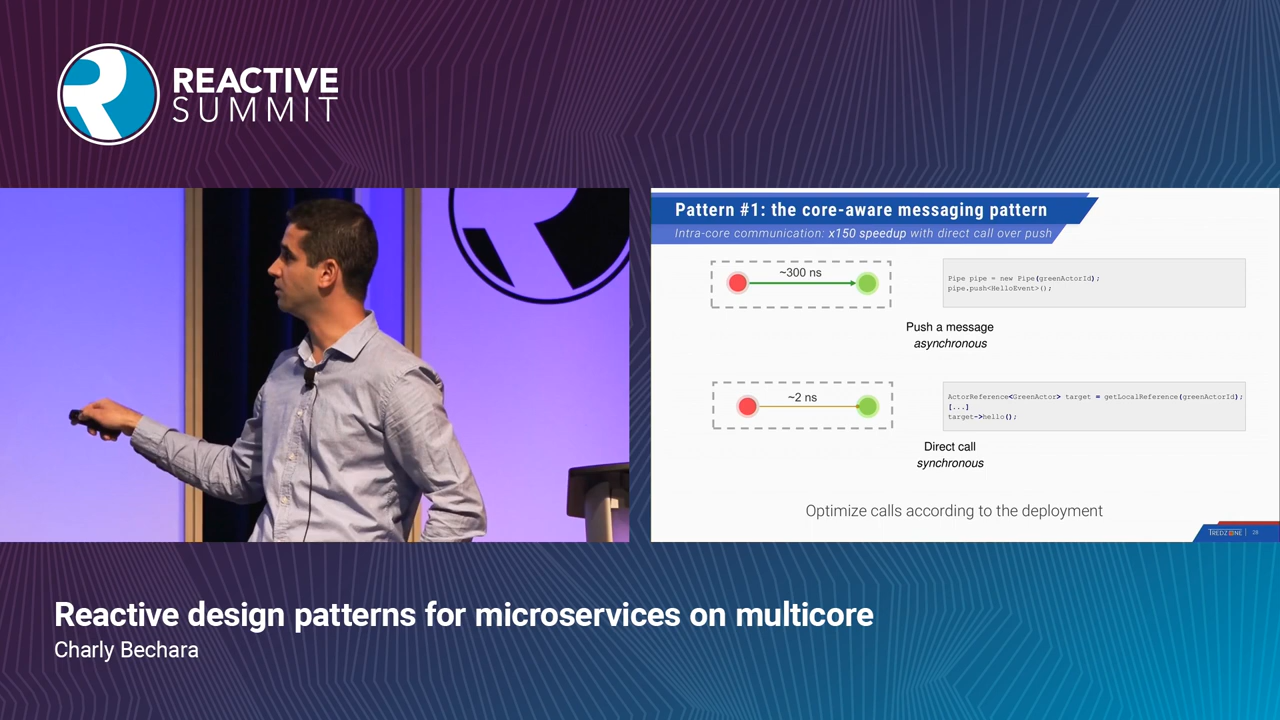 REACTIVE
SUMMIT
Pattern #1: the core-aware messaging pattern
Intra-core communication: x150 speedup with direct call over push
~300 ns
Pipe pipe = new Pipe(greenActorId);
pipe.push<HelloEvent>();
Push a message
asynchronous
~2 ns
ActorReference<GreenActor> target = getLocalReference(greenActorId);
[...]
target->hello();
Direct call
synchronous
Optimize calls according to the deployment
TREDZONE | 28
Reactive design patterns for microservices on multicore
Charly Bechara